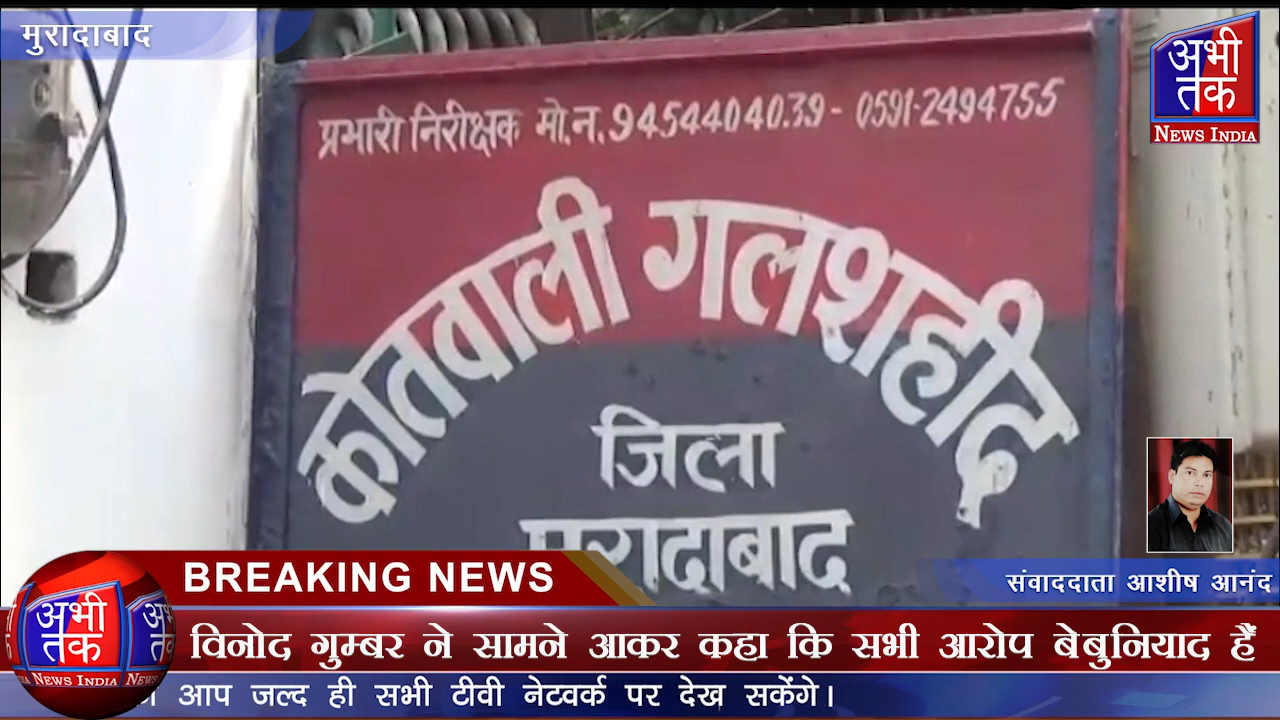 मुरादाबाद
अभी
तक
NEWS INDIA
प्रभारी निरीक्षक मो.न. 9454404039 - 0591-2494755
कोतवाली गलशहीद
जिला
मुरादाबाद
BREAKING NEWS
संवाददाता आशीष आनंद
अभी
तक
NEWS INDIA
विनोद गुम्बर ने सामने आकर कहा कि सभी आरोप बेबुनियाद हैं
आप जल्द ही सभी टीवी नेटवर्क पर देख सकेंगे।